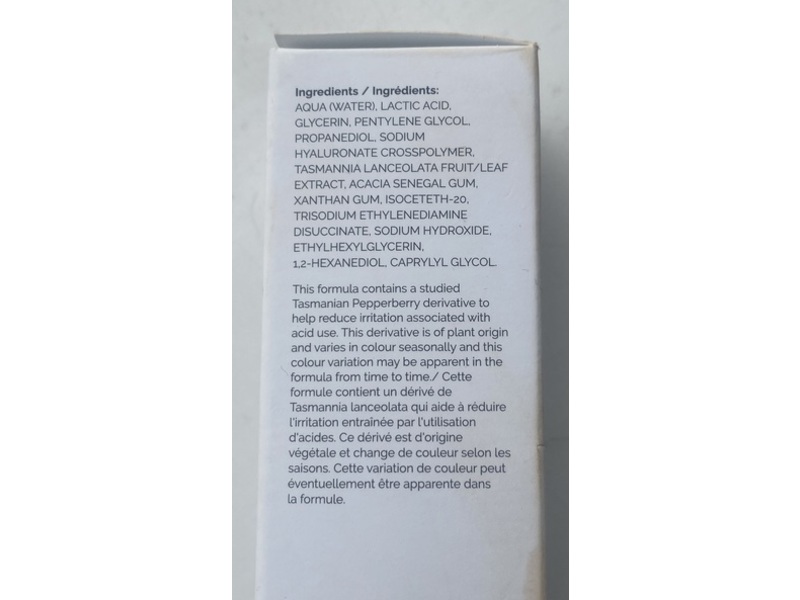 Ingredients / Ingrédients:
AQUA (WATER), LACTIC ACID,
GLYCERIN, PENTYLENE GLYCOL,
PROPANEDIOL, SODIUM
HYALURONATE CROSSPOLYMER,
TASMANNIA LANCEOLATA FRUIT/LEAF
EXTRACT, ACACIA SENEGAL GUM,
XANTHAN GUM, ISOCETETH-20,
TRISODIUM ETHYLENEDIAMINE
DISUCCINATE, SODIUM HYDROXIDE,
ETHYLHEXYLGLYCERIN,
1,2-HEXANEDIOL, CAPRYLYL GLYCOL.
This formula contains a studied
Tasmanian Pepperberry derivative to
help reduce irritation associated with
acid use. This derivative is of plant origin
and varies in colour seasonally and this
colour variation may be apparent in the
formula from time to time./ Cette
formule contient un dérivé de
Tasmannia lanceolata qui aide à réduire
l'irritation entraînée par l'utilisation
d'acides. Ce dérivé est d'origine
végétale et change de couleur selon les
saisons. Cette variation de couleur peut
éventuellement être apparente dans
la formule.